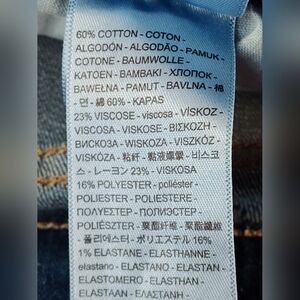 60% COTTON - COTON -
ALGODÓN - ALGODÃO - PAMUK -
COTONE - BAUMWOLLE -
KATOEN - BAMBAKI - ХЛОПОК -
BAWEŁNA - PAMUT - BAVLNA - 棉
- 면 - 綿 60% - KAPAS
23% VISCOSE - viscosa - VISKOZ -
VISCOSA - VISKOSE - ΒΙΣΚΟΖΗ -
ВИСКОЗА - WISKOZA - VISZKÓZ -
VISKÓZA - 粘纤 - 黏液嫘縈 - 비스코
스 - レーヨン 23% - VISKOSA
16% POLYESTER - poliéster -
POLIESTER - POLIESTERE -
ΠΟΛΥΕΣΤΕΡ - ПОЛИЭСТЕР -
POLIÉSZTER - 聚酯纤维 - 聚酯纖維
- 폴리에스터 - ポリエステル 16%
1% ELASTANE - ELASTHANNE -
elastano - ELASTANO - ELASTAN -
ELASTOMERO - ELASTHAN -
ELASTAAN - ΕΛΑΣΤΑΝΗ -